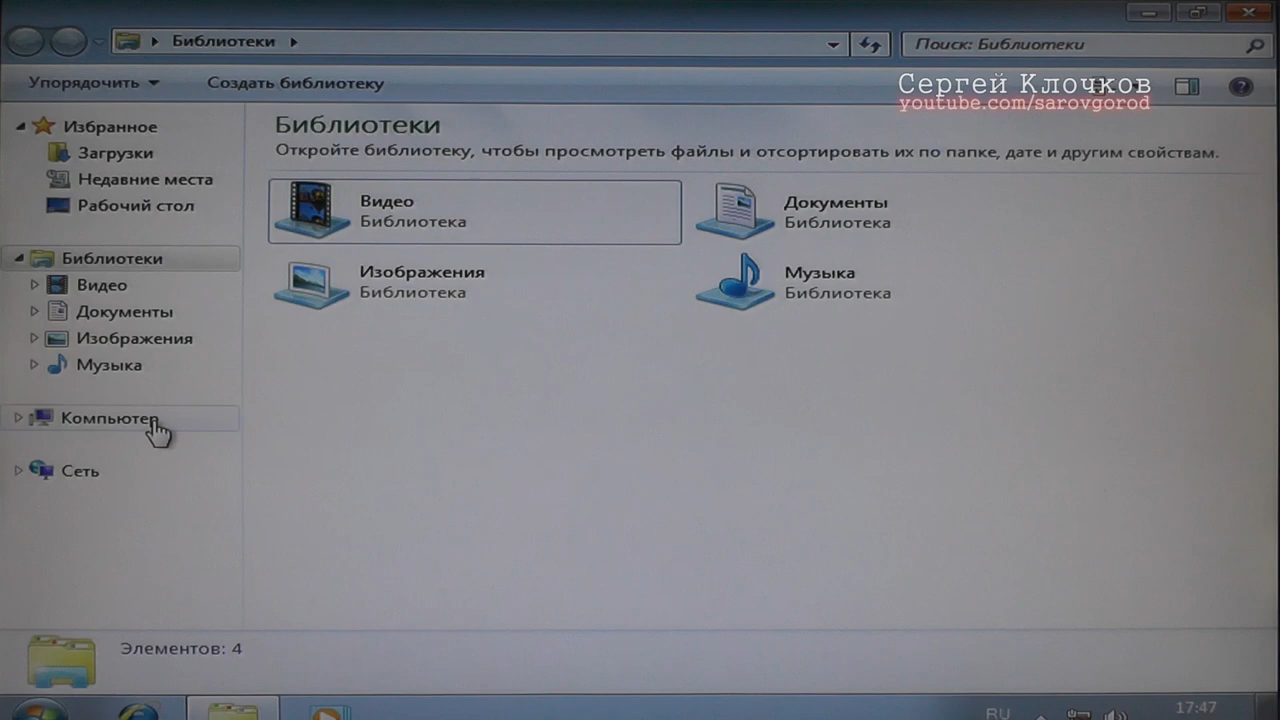 Библиотеки
Поиск: Библиотеки
Упорядочить
Создать библиотеку
Сергей Клочков
youtube.com/sarovgorod
Избранное
Загрузки
Недавние места
Рабочий стол
Библиотеки
Видео
Документы
Изображения
Музыка
Компьютер
Сеть
Библиотеки
Откройте библиотеку, чтобы просмотреть файлы и отсортировать их по папке, дате и другим свойствам.
Видео
Библиотека
Документы
Библиотека
Изображения
Библиотека
Музыка
Библиотека
Элементов: 4
RU
17:47